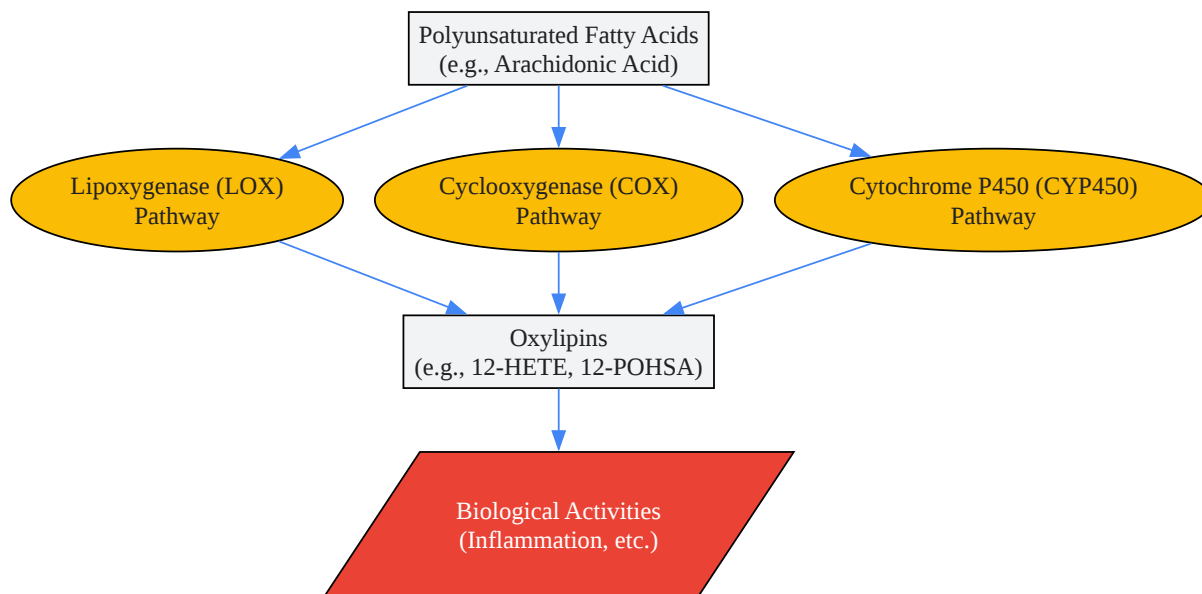 Polyunsaturated Fatty Acids
(e.g., Arachidonic Acid)
Lipoxygenase (LOX)
Pathway
Cyclooxygenase (COX)
Pathway
Cytochrome P450 (CYP450)
Pathway
Oxylipins
(e.g., 12-HETE, 12-POHSA)
Biological Activities
(Inflammation, etc.)